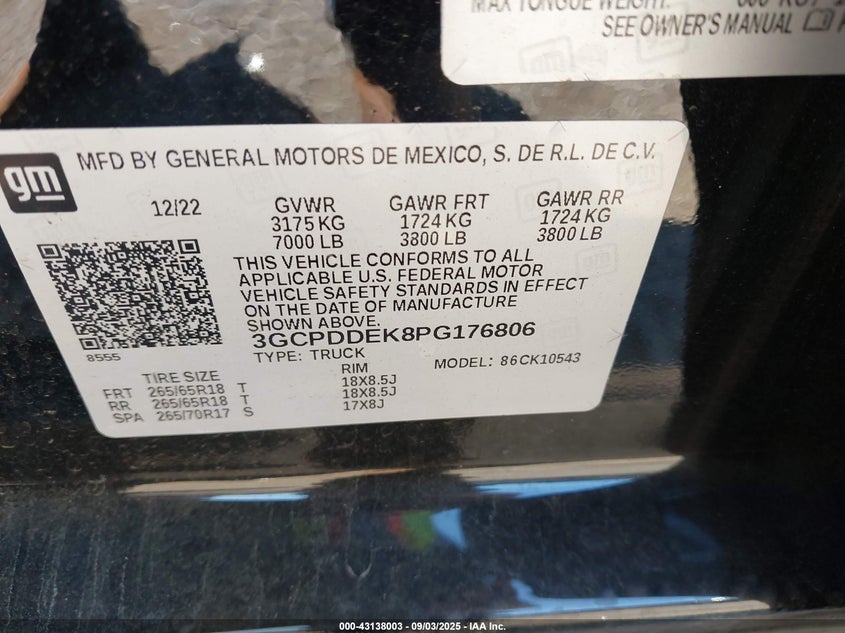 MAX TONGUE WEIGHT:
SEE OWNER'S MANUAL
gm
MFD BY GENERAL MOTORS DE MEXICO, S. DE R.L. DE C.V.
12/22 GVWR GAWR FRT GAWR RR
3175 KG 1724 KG 1724 KG
7000 LB 3800 LB 3800 LB
THIS VEHICLE CONFORMS TO ALL
APPLICABLE U.S. FEDERAL MOTOR
VEHICLE SAFETY STANDARDS IN EFFECT
ON THE DATE OF MANUFACTURE
SHOWN ABOVE.
3GCPDDEK8PG176806
8555 TYPE: TRUCK MODEL: 86CK10543
TIRE SIZE RIM
FRT 265/65R18 T 18X8.5J
RR 265/65R18 T 18X8.5J
SPA 265/70R17 S 17X8J
000-43138003 - 09/03/2025 - IAA Inc.